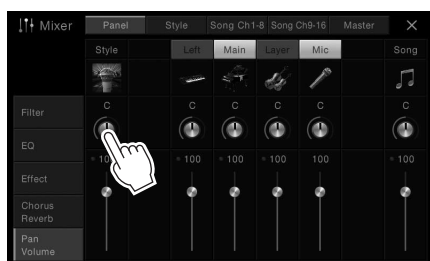 Mixer Panel Style Song Ch1-8 Song Ch9-16 Master
Style Left Main Layer Mic Song
C C C C C C
Filter
EQ
100 100 100 100 100
Effect
Chorus
Reverb
Pan
Volume